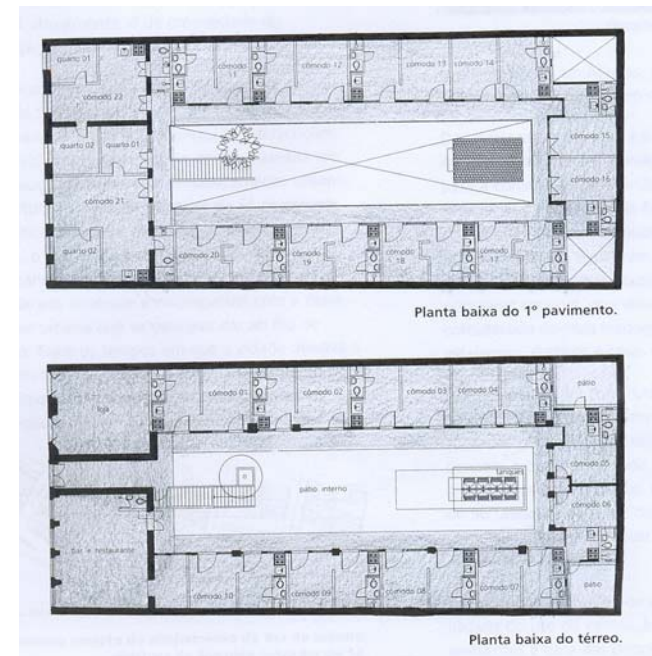 quarto 01
cômodo 22
cômodo 11
cômodo 12
cômodo 13
cômodo 14
quarto 02
quarto 01
cômodo 15
cômodo 16
cômodo 21
quarto 02
cômodo 20
cômodo 19
cômodo 18
cômodo 17
Planta baixa do 1º pavimento.
loja
cômodo 01
cômodo 02
cômodo 03
cômodo 04
pátio
tanques
pátio interno
cômodo 05
cômodo 06
bar e restaurante
cômodo 10
cômodo 09
cômodo 08
cômodo 07
pátio
Planta baixa do térreo.